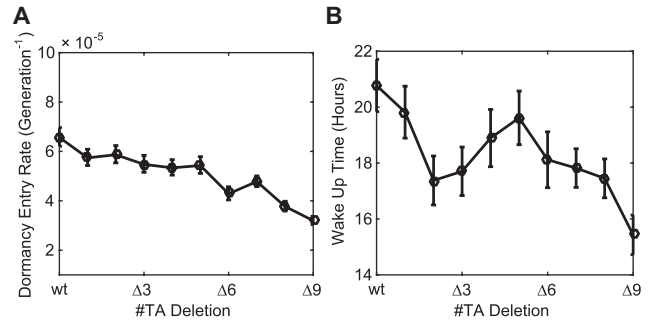 A
× 10⁻⁵
10
8
6
4
2
Dormancy Entry Rate (Generation⁻¹)
wt Δ3 Δ6 Δ9
#TA Deletion
B
22
20
18
16
14
Wake Up Time (Hours)
wt Δ3 Δ6 Δ9
#TA Deletion